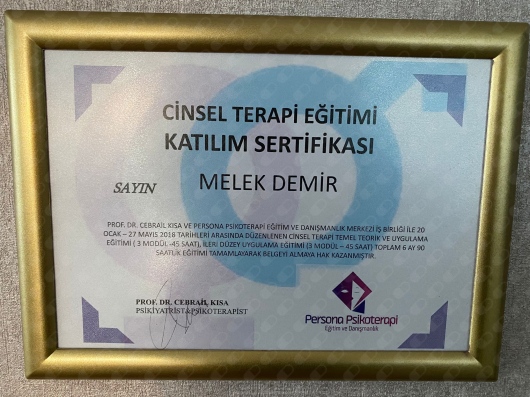 CİNSEL TERAPİ EĞİTİMİ
KATILIM SERTİFİKASI
SAYIN MELEK DEMİR
PROF. DR. CEBRAİL KISA VE PERSONA PSİKOTERAPİ EĞİTİM VE DANIŞMANLIK MERKEZİ İŞ BİRLİĞİ İLE 20
OCAK – 27 MAYIS 2018 TARİHLERİ ARASINDA DÜZENLENEN CİNSEL TERAPİ TEMEL TEORİK VE UYGULAMA
EĞİTİMİ ( 3 MODÜL -45 SAAT), İLERİ DÜZEY UYGULAMA EĞİTİMİ (3 MODÜL – 45 SAAT) TOPLAM 6 AY 90
SAATLİK EĞİTİMİ TAMAMLAYARAK BELGEYİ ALMAYA HAK KAZANMIŞTIR.
PROF. DR. CEBRAİL KISA
PSİKİYATRİST&PSİKOTERAPİST
Persona Psikoterapi
Eğitim ve Danışmanlık